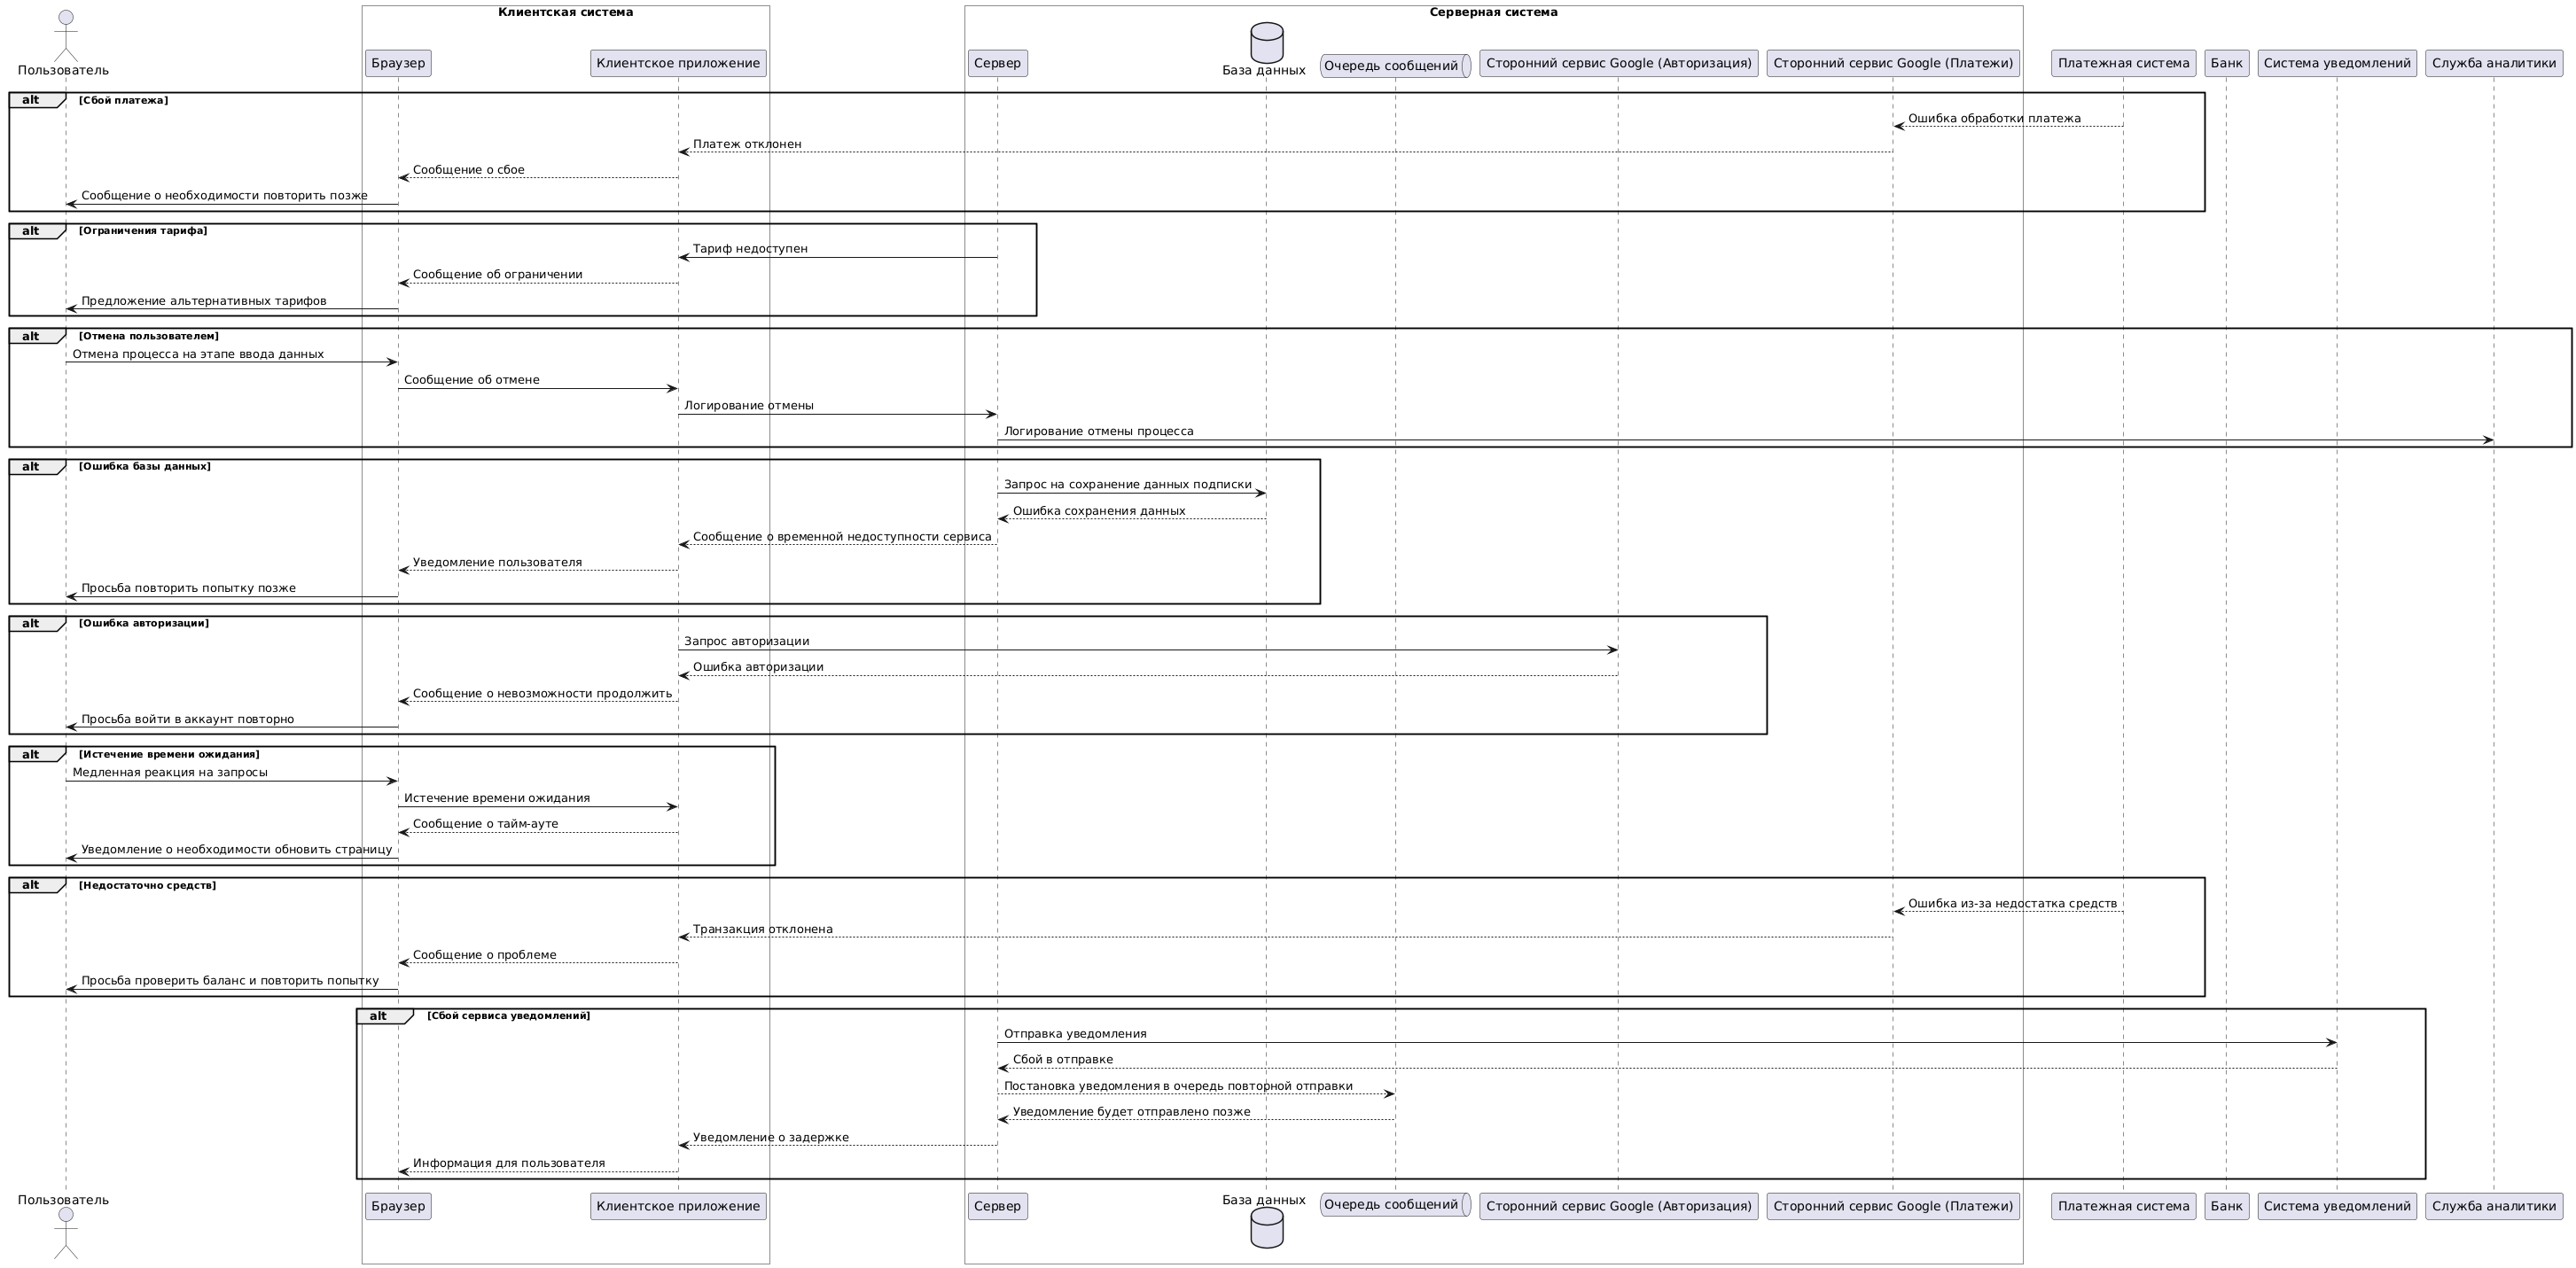 Клиентская система
Серверная система
Пользователь
Браузер
Клиентское приложение
Сервер
База данных
Очередь сообщений
Сторонний сервис Google (Авторизация)
Сторонний сервис Google (Платежи)
Платежная система
Банк
Система уведомлений
Служба аналитики
alt [Сбой платежа]
Ошибка обработки платежа
Платеж отклонен
Сообщение о сбое
Сообщение о необходимости повторить позже
alt [Ограничения тарифа]
Тариф недоступен
Сообщение об ограничении
Предложение альтернативных тарифов
alt [Отмена пользователем]
Отмена процесса на этапе ввода данных
Сообщение об отмене
Логирование отмены
Логирование отмены процесса
alt [Ошибка базы данных]
Запрос на сохранение данных подписки
Ошибка сохранения данных
Сообщение о временной недоступности сервиса
Уведомление пользователя
Просьба повторить попытку позже
alt [Ошибка авторизации]
Запрос авторизации
Ошибка авторизации
Сообщение о невозможности продолжить
Просьба войти в аккаунт повторно
alt [Истечение времени ожидания]
Медленная реакция на запросы
Истечение времени ожидания
Сообщение о тайм-ауте
Уведомление о необходимости обновить страницу
alt [Недостаточно средств]
Ошибка из-за недостатка средств
Транзакция отклонена
Сообщение о проблеме
Просьба проверить баланс и повторить попытку
alt [Сбой сервиса уведомлений]
Отправка уведомления
Сбой в отправке
Постановка уведомления в очередь повторной отправки
Уведомление будет отправлено позже
Уведомление о задержке
Информация для пользователя
Пользователь
Браузер
Клиентское приложение
Сервер
База данных
Очередь сообщений
Сторонний сервис Google (Авторизация)
Сторонний сервис Google (Платежи)
Платежная система
Банк
Система уведомлений
Служба аналитики